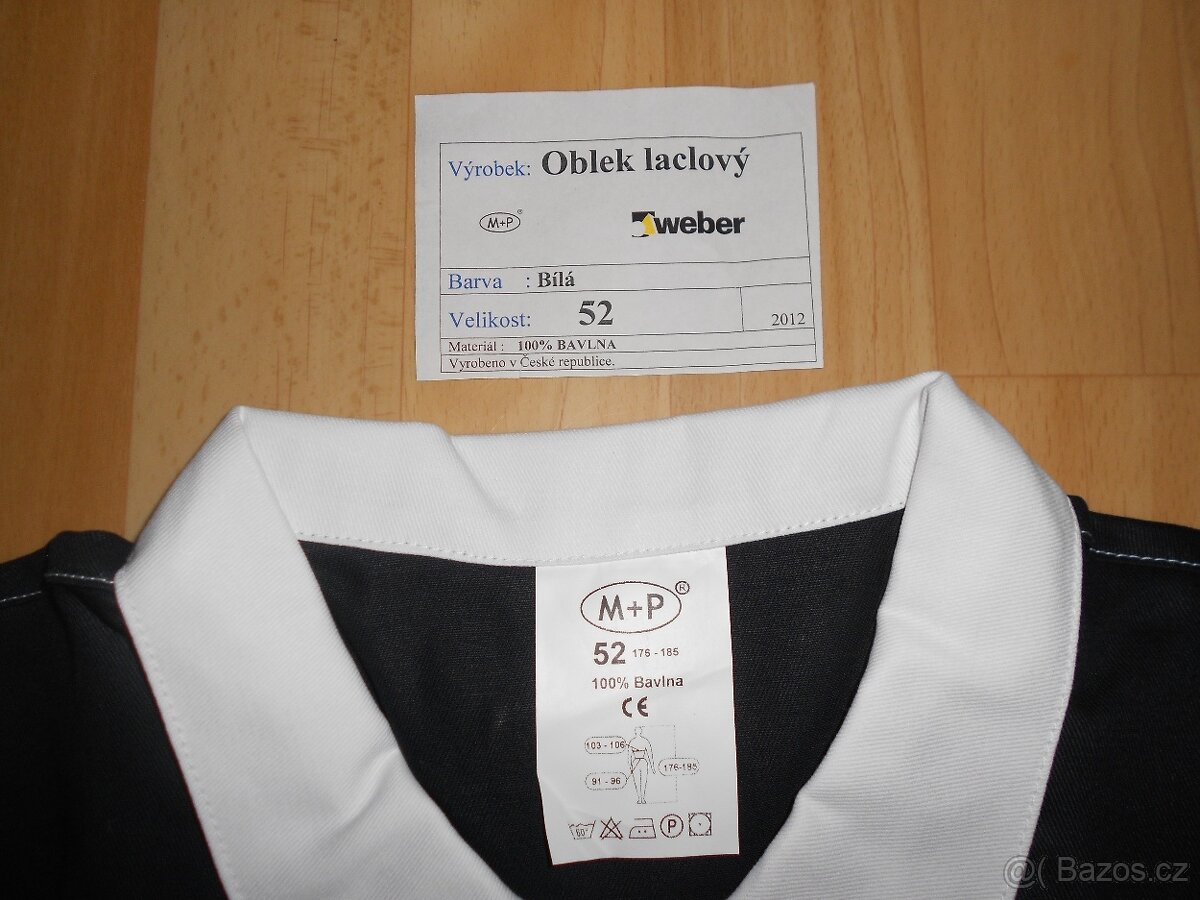 Výrobek: Oblek laclový
M+P ® weber
Barva : Bílá
Velikost: 52 2012
Materiál : 100% BAVLNA
Vyrobeno v České republice.
M+P ®
52 176 - 185
100% Bavlna
CE
103 - 106
176-185
91 - 96
60° P
@( Bazos.cz